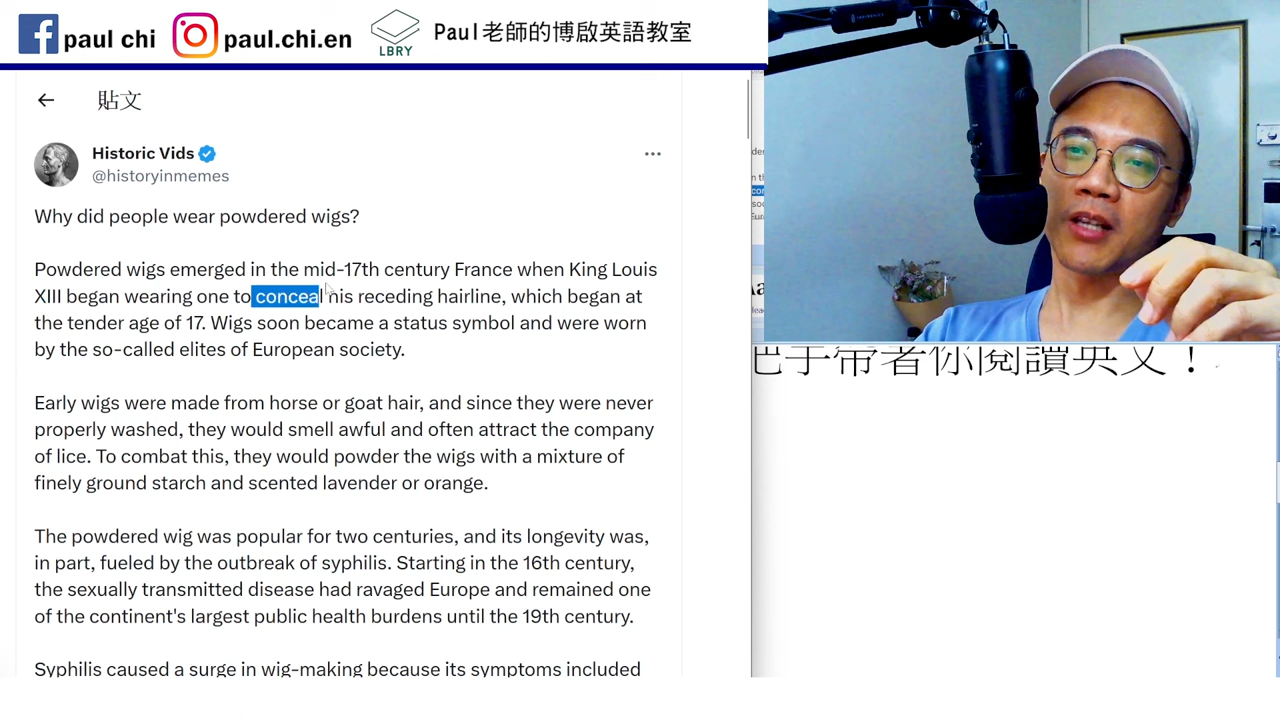 paul chi
paul.chi.en
LBRY
Paul老師的博啟英語教室
貼文
Historic Vids
@historyinmemes
Why did people wear powdered wigs?
Powdered wigs emerged in the mid-17th century France when King Louis
XIII began wearing one to conceal his receding hairline, which began at
the tender age of 17. Wigs soon became a status symbol and were worn
by the so-called elites of European society.
Early wigs were made from horse or goat hair, and since they were never
properly washed, they would smell awful and often attract the company
of lice. To combat this, they would powder the wigs with a mixture of
finely ground starch and scented lavender or orange.
The powdered wig was popular for two centuries, and its longevity was,
in part, fueled by the outbreak of syphilis. Starting in the 16th century,
the sexually transmitted disease had ravaged Europe and remained one
of the continent's largest public health burdens until the 19th century.
Syphilis caused a surge in wig-making because its symptoms included
把手帶著你閱讀英文！